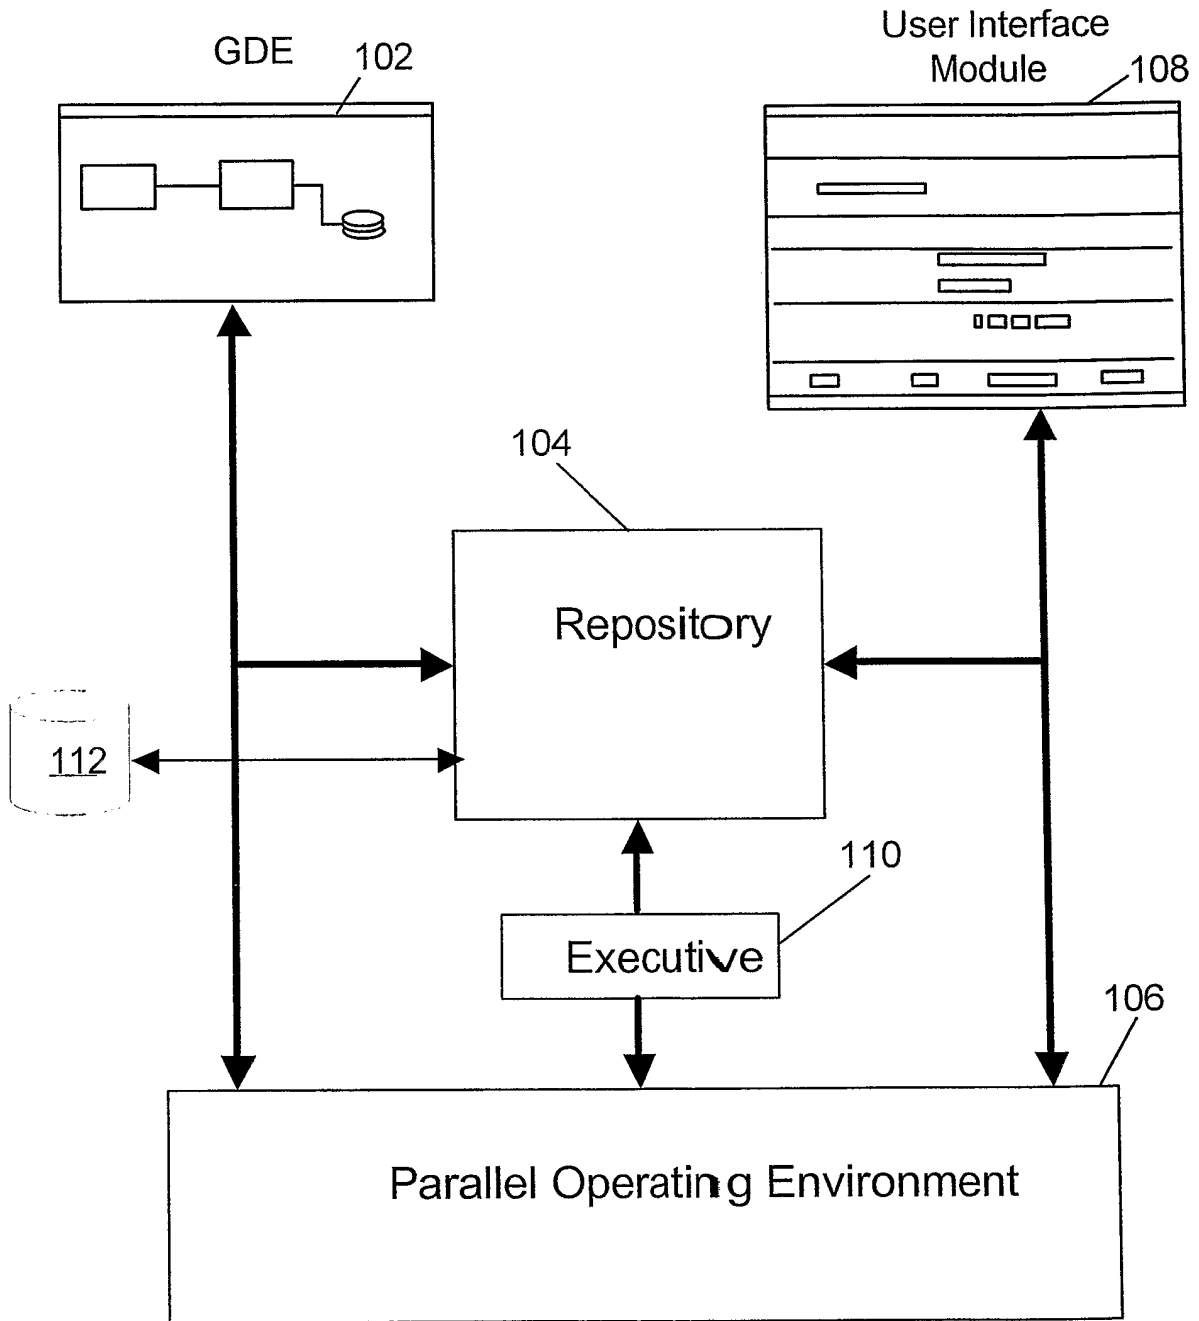 GDE
102
User Interface
Module
108
104
Repository
112
110
Executive
106
Parallel Operating Environment